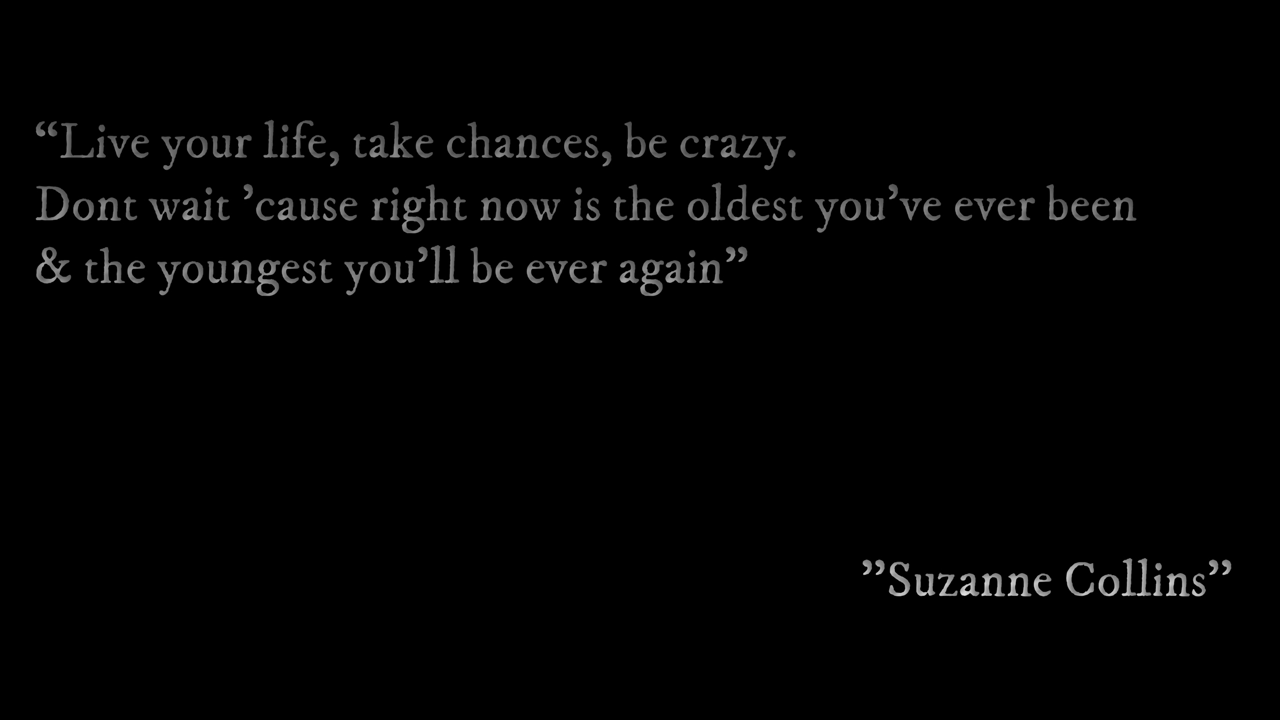 “Live your life, take chances, be crazy.
Dont wait ’cause right now is the oldest you’ve ever been
& the youngest you’ll be ever again”
”Suzanne Collins”